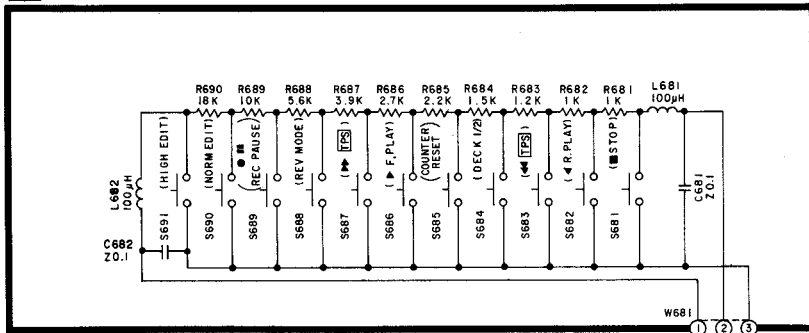 R690 R689 R688 R687 R686 R685 R684 R683 R682 R681 L681
18K 10K 5.6K 3.9K 2.7K 2.2K 1.5K 1.2K 1K 1K 100μH
(HIGH EDIT)
(NORM EDIT)
(● ■■ REC PAUSE)
(REV MODE)
(▶▶ TPS)
(▶ F, PLAY)
(COUNTER RESET)
(DECK 1/2)
(◀◀ TPS)
(◀ R. PLAY)
(■ STOP)
L682
100μH
C681
Z0.1
S691 S690 S689 S688 S687 S686 S685 S684 S683 S682 S681
C682
Z0.1
W681
1 2 3